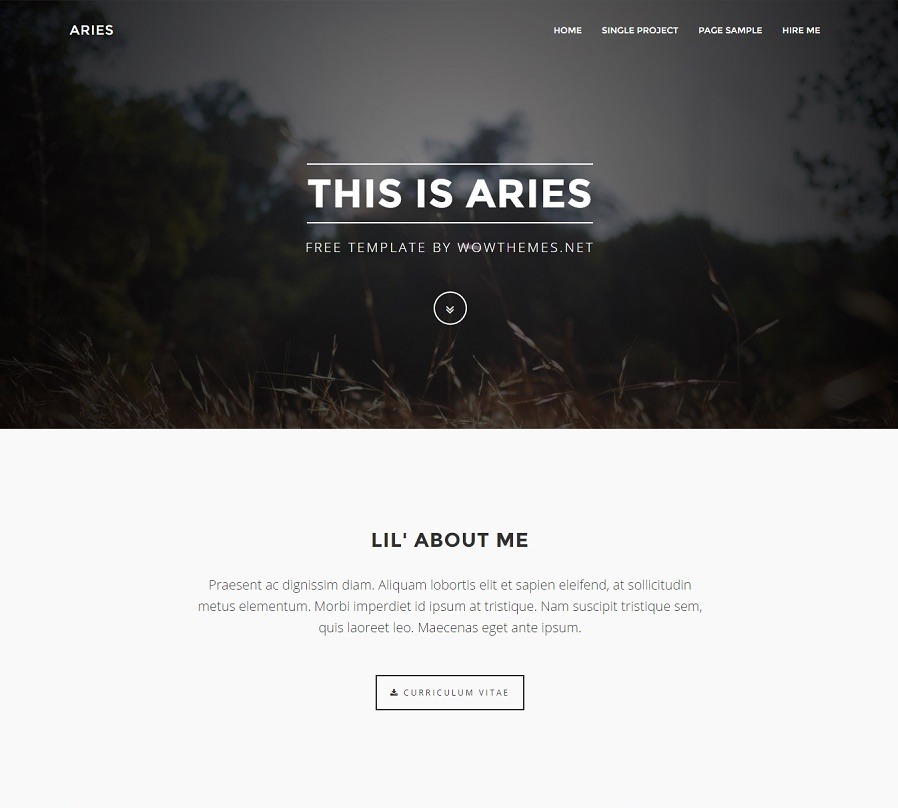 ARIES
HOME SINGLE PROJECT PAGE SAMPLE HIRE ME
THIS IS ARIES
FREE TEMPLATE BY WOWTHEMES.NET
LIL' ABOUT ME
Praesent ac dignissim diam. Aliquam lobortis elit et sapien eleifend, at sollicitudin
metus elementum. Morbi imperdiet id ipsum at tristique. Nam suscipit tristique sem,
quis laoreet leo. Maecenas eget ante ipsum.
CURRICULUM VITAE